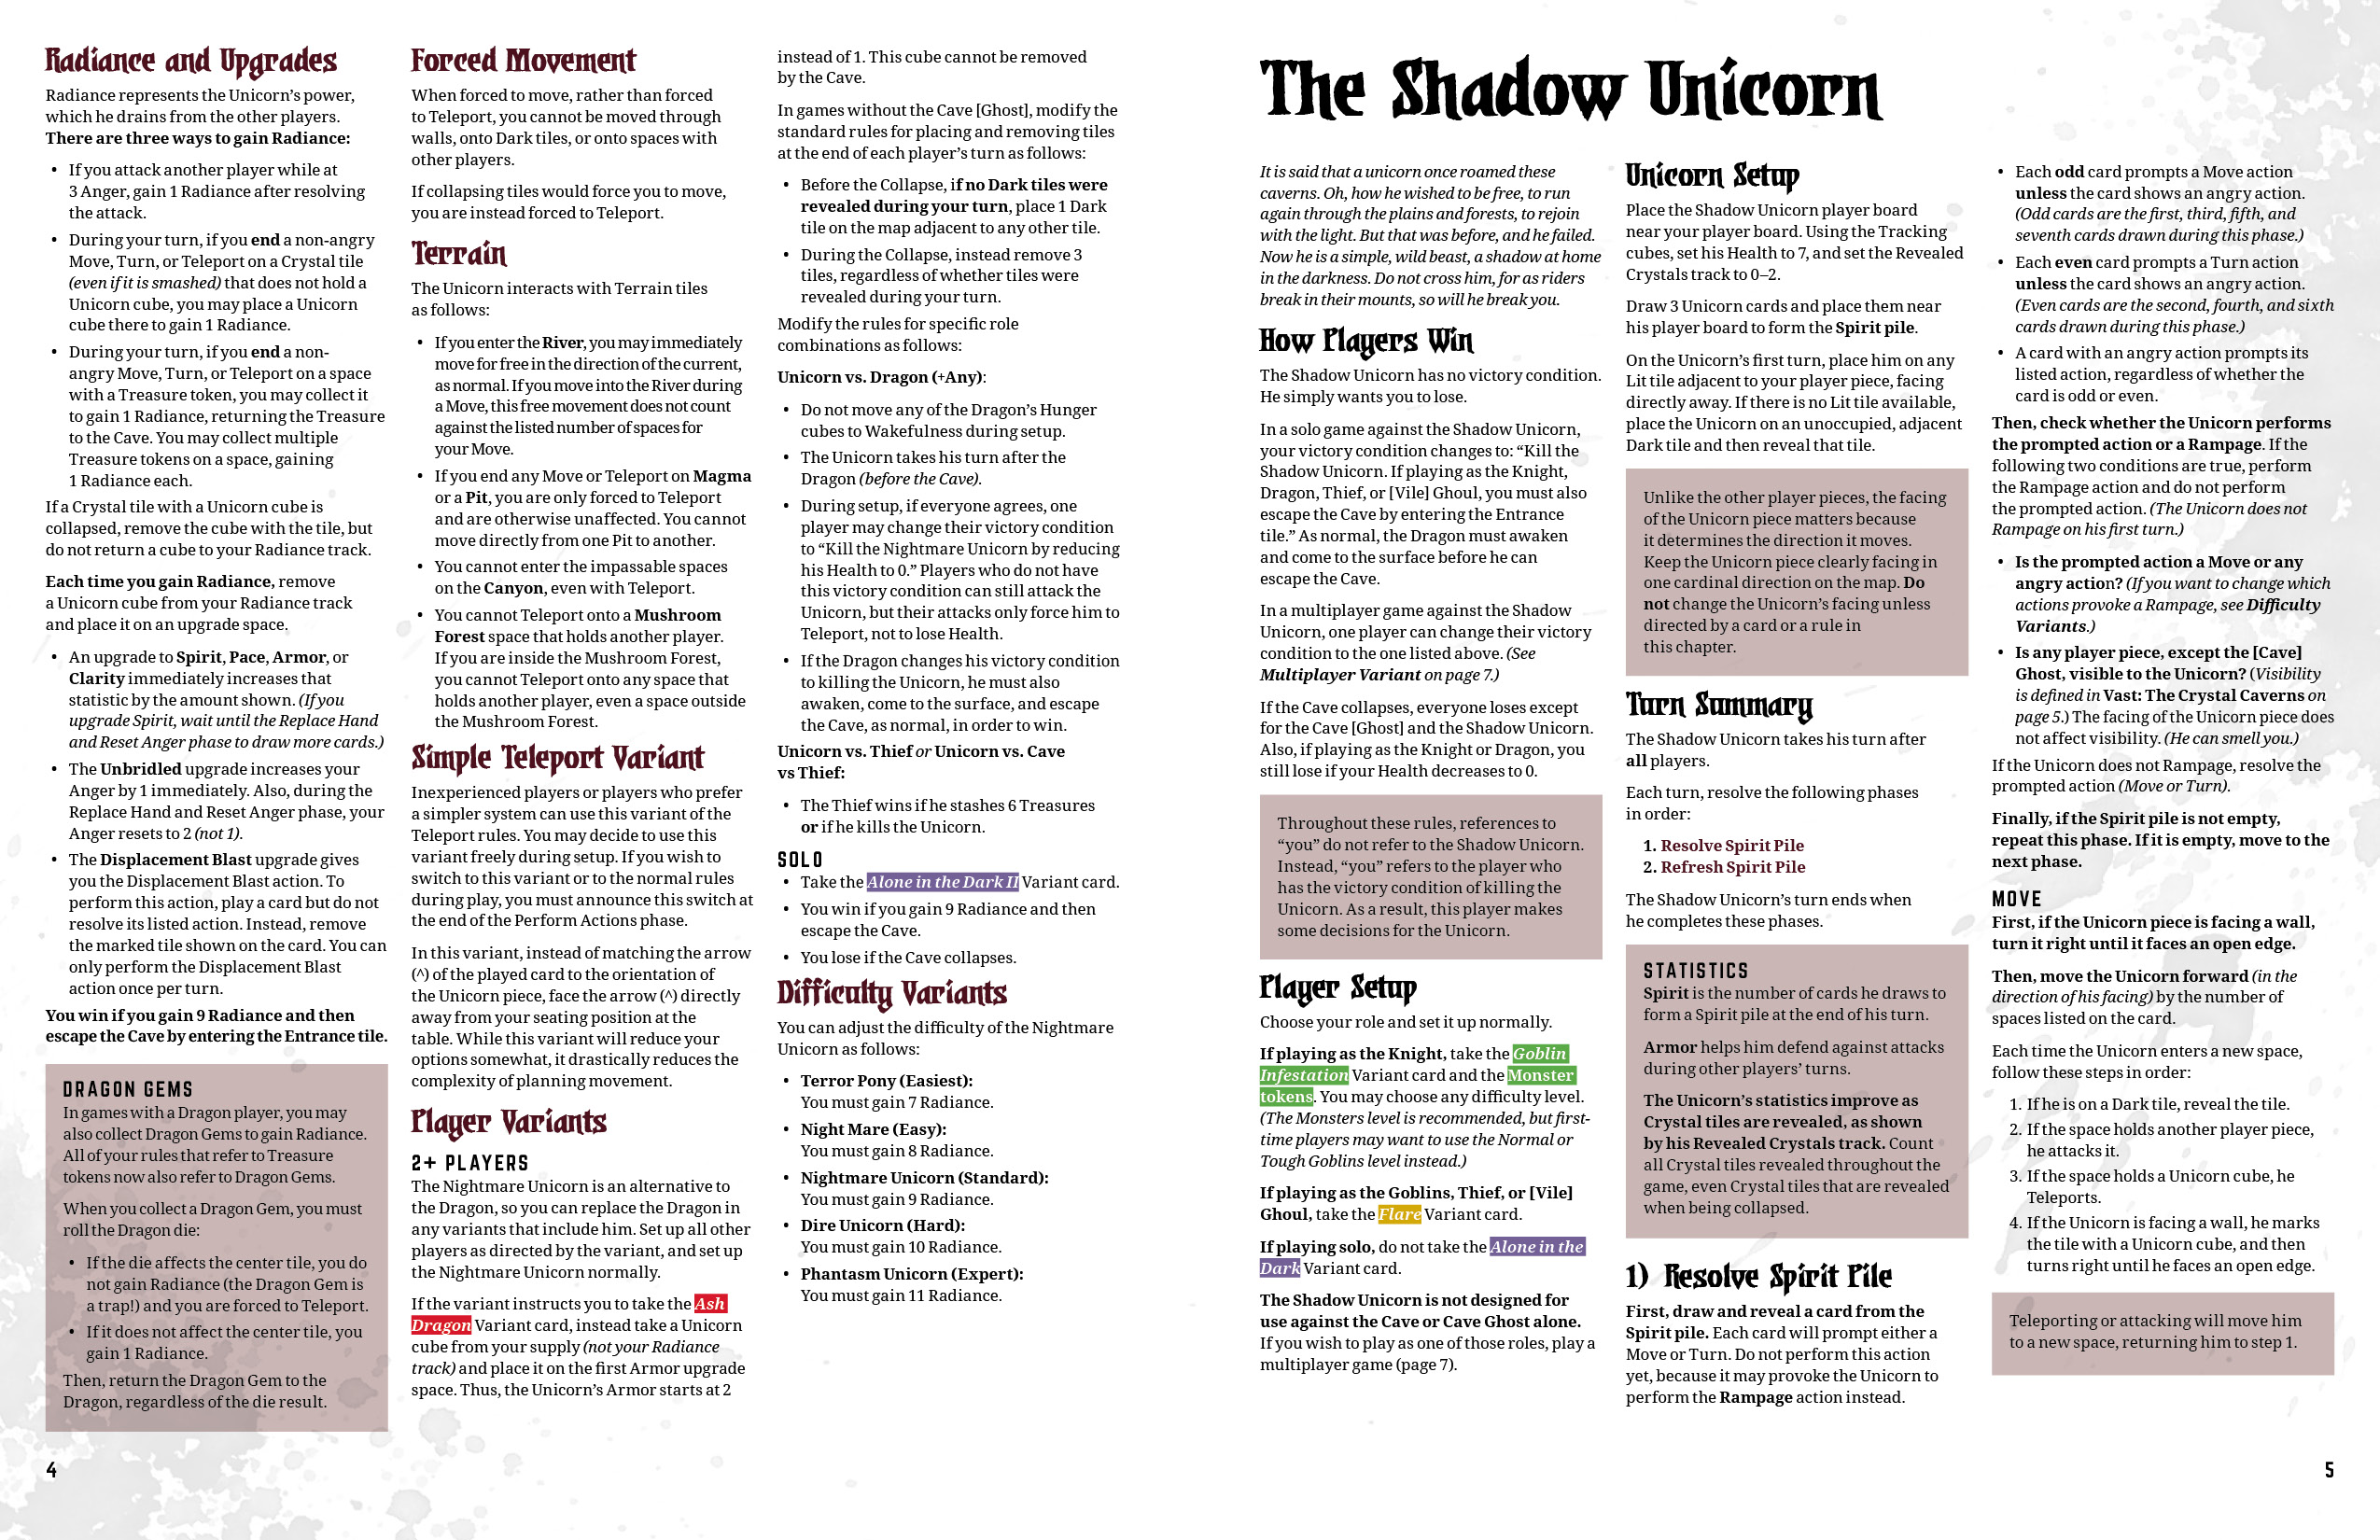 Radiance and Upgrades
Radiance represents the Unicorn's power,
which he drains from the other players.
There are three ways to gain Radiance:
• If you attack another player while at
3 Anger, gain 1 Radiance after resolving
the attack.
• During your turn, if you end a non-angry
Move, Turn, or Teleport on a Crystal tile
(even if it is smashed) that does not hold a
Unicorn cube, you may place a Unicorn
cube there to gain 1 Radiance.
• During your turn, if you end a non-
angry Move, Turn, or Teleport on a space
with a Treasure token, you may collect it
to gain 1 Radiance, returning the Treasure
to the Cave. You may collect multiple
Treasure tokens on a space, gaining
1 Radiance each.
If a Crystal tile with a Unicorn cube is
collapsed, remove the cube with the tile, but
do not return a cube to your Radiance track.
Each time you gain Radiance, remove
a Unicorn cube from your Radiance track
and place it on an upgrade space.
• An upgrade to Spirit, Pace, Armor, or
Clarity immediately increases that
statistic by the amount shown. (If you
upgrade Spirit, wait until the Replace Hand
and Reset Anger phase to draw more cards.)
• The Unbridled upgrade increases your
Anger by 1 immediately. Also, during the
Replace Hand and Reset Anger phase, your
Anger resets to 2 (not 1).
• The Displacement Blast upgrade gives
you the Displacement Blast action. To
perform this action, play a card but do not
resolve its listed action. Instead, remove
the marked tile shown on the card. You can
only perform the Displacement Blast
action once per turn.
You win if you gain 9 Radiance and then
escape the Cave by entering the Entrance tile.
DRAGON GEMS
In games with a Dragon player, you may
also collect Dragon Gems to gain Radiance.
All of your rules that refer to Treasure
tokens now also refer to Dragon Gems.
When you collect a Dragon Gem, you must
roll the Dragon die:
• If the die affects the center tile, you do
not gain Radiance (the Dragon Gem is
a trap!) and you are forced to Teleport.
• If it does not affect the center tile, you
gain 1 Radiance.
Then, return the Dragon Gem to the
Dragon, regardless of the die result.
4
Forced Movement
When forced to move, rather than forced
to Teleport, you cannot be moved through
walls, onto Dark tiles, or onto spaces with
other players.
If collapsing tiles would force you to move,
you are instead forced to Teleport.
Terrain
The Unicorn interacts with Terrain tiles
as follows:
• If you enter the River, you may immediately
move for free in the direction of the current,
as normal. If you move into the River during
a Move, this free movement does not count
against the listed number of spaces for
your Move.
• If you end any Move or Teleport on Magma
or a Pit, you are only forced to Teleport
and are otherwise unaffected. You cannot
move directly from one Pit to another.
• You cannot enter the impassable spaces
on the Canyon, even with Teleport.
• You cannot Teleport onto a Mushroom
Forest space that holds another player.
If you are inside the Mushroom Forest,
you cannot Teleport onto any space that
holds another player, even a space outside
the Mushroom Forest.
Simple Teleport Variant
Inexperienced players or players who prefer
a simpler system can use this variant of the
Teleport rules. You may decide to use this
variant freely during setup. If you wish to
switch to this variant or to the normal rules
during play, you must announce this switch at
the end of the Perform Actions phase.
In this variant, instead of matching the arrow
(^) of the played card to the orientation of
the Unicorn piece, face the arrow (^) directly
away from your seating position at the
table. While this variant will reduce your
options somewhat, it drastically reduces the
complexity of planning movement.
Player Variants
2+ PLAYERS
The Nightmare Unicorn is an alternative to
the Dragon, so you can replace the Dragon in
any variants that include him. Set up all other
players as directed by the variant, and set up
the Nightmare Unicorn normally.
If the variant instructs you to take the Ash
Dragon Variant card, instead take a Unicorn
cube from your supply (not your Radiance
track) and place it on the first Armor upgrade
space. Thus, the Unicorn's Armor starts at 2
instead of 1. This cube cannot be removed
by the Cave.
In games without the Cave [Ghost], modify the
standard rules for placing and removing tiles
at the end of each player's turn as follows:
• Before the Collapse, if no Dark tiles were
revealed during your turn, place 1 Dark
tile on the map adjacent to any other tile.
• During the Collapse, instead remove 3
tiles, regardless of whether tiles were
revealed during your turn.
Modify the rules for specific role
combinations as follows:
Unicorn vs. Dragon (+Any):
• Do not move any of the Dragon's Hunger
cubes to Wakefulness during setup.
• The Unicorn takes his turn after the
Dragon (before the Cave).
• During setup, if everyone agrees, one
player may change their victory condition
to “Kill the Nightmare Unicorn by reducing
his Health to 0.” Players who do not have
this victory condition can still attack the
Unicorn, but their attacks only force him to
Teleport, not to lose Health.
• If the Dragon changes his victory condition
to killing the Unicorn, he must also
awaken, come to the surface, and escape
the Cave, as normal, in order to win.
Unicorn vs. Thief or Unicorn vs. Cave
vs Thief:
• The Thief wins if he stashes 6 Treasures
or if he kills the Unicorn.
SOLO
• Take the Alone in the Dark II Variant card.
• You win if you gain 9 Radiance and then
escape the Cave.
• You lose if the Cave collapses.
Difficulty Variants
You can adjust the difficulty of the Nightmare
Unicorn as follows:
• Terror Pony (Easiest):
You must gain 7 Radiance.
• Night Mare (Easy):
You must gain 8 Radiance.
• Nightmare Unicorn (Standard):
You must gain 9 Radiance.
• Dire Unicorn (Hard):
You must gain 10 Radiance.
• Phantasm Unicorn (Expert):
You must gain 11 Radiance.
The Shadow Unicorn
It is said that a unicorn once roamed these
caverns. Oh, how he wished to be free, to run
again through the plains and forests, to rejoin
with the light. But that was before, and he failed.
Now he is a simple, wild beast, a shadow at home
in the darkness. Do not cross him, for as riders
break in their mounts, so will he break you.
How Players Win
The Shadow Unicorn has no victory condition.
He simply wants you to lose.
In a solo game against the Shadow Unicorn,
your victory condition changes to: “Kill the
Shadow Unicorn. If playing as the Knight,
Dragon, Thief, or [Vile] Ghoul, you must also
escape the Cave by entering the Entrance
tile.” As normal, the Dragon must awaken
and come to the surface before he can
escape the Cave.
In a multiplayer game against the Shadow
Unicorn, one player can change their victory
condition to the one listed above. (See
Multiplayer Variant on page 7.)
If the Cave collapses, everyone loses except
for the Cave [Ghost] and the Shadow Unicorn.
Also, if playing as the Knight or Dragon, you
still lose if your Health decreases to 0.
Throughout these rules, references to
“you” do not refer to the Shadow Unicorn.
Instead, “you” refers to the player who
has the victory condition of killing the
Unicorn. As a result, this player makes
some decisions for the Unicorn.
Player Setup
Choose your role and set it up normally.
If playing as the Knight, take the Goblin
Infestation Variant card and the Monster
tokens. You may choose any difficulty level.
(The Monsters level is recommended, but first-
time players may want to use the Normal or
Tough Goblins level instead.)
If playing as the Goblins, Thief, or [Vile]
Ghoul, take the Flare Variant card.
If playing solo, do not take the Alone in the
Dark Variant card.
The Shadow Unicorn is not designed for
use against the Cave or Cave Ghost alone.
If you wish to play as one of those roles, play a
multiplayer game (page 7).
Unicorn Setup
Place the Shadow Unicorn player board
near your player board. Using the Tracking
cubes, set his Health to 7, and set the Revealed
Crystals track to 0–2.
Draw 3 Unicorn cards and place them near
his player board to form the Spirit pile.
On the Unicorn's first turn, place him on any
Lit tile adjacent to your player piece, facing
directly away. If there is no Lit tile available,
place the Unicorn on an unoccupied, adjacent
Dark tile and then reveal that tile.
Unlike the other player pieces, the facing
of the Unicorn piece matters because
it determines the direction it moves.
Keep the Unicorn piece clearly facing in
one cardinal direction on the map. Do
not change the Unicorn's facing unless
directed by a card or a rule in
this chapter.
Turn Summary
The Shadow Unicorn takes his turn after
all players.
Each turn, resolve the following phases
in order:
1. Resolve Spirit Pile
2. Refresh Spirit Pile
The Shadow Unicorn's turn ends when
he completes these phases.
STATISTICS
Spirit is the number of cards he draws to
form a Spirit pile at the end of his turn.
Armor helps him defend against attacks
during other players' turns.
The Unicorn's statistics improve as
Crystal tiles are revealed, as shown
by his Revealed Crystals track. Count
all Crystal tiles revealed throughout the
game, even Crystal tiles that are revealed
when being collapsed.
1) Resolve Spirit Pile
First, draw and reveal a card from the
Spirit pile. Each card will prompt either a
Move or Turn. Do not perform this action
yet, because it may provoke the Unicorn to
perform the Rampage action instead.
• Each odd card prompts a Move action
unless the card shows an angry action.
(Odd cards are the first, third, fifth, and
seventh cards drawn during this phase.)
• Each even card prompts a Turn action
unless the card shows an angry action.
(Even cards are the second, fourth, and sixth
cards drawn during this phase.)
• A card with an angry action prompts its
listed action, regardless of whether the
card is odd or even.
Then, check whether the Unicorn performs
the prompted action or a Rampage. If the
following two conditions are true, perform
the Rampage action and do not perform
the prompted action. (The Unicorn does not
Rampage on his first turn.)
• Is the prompted action a Move or any
angry action? (If you want to change which
actions provoke a Rampage, see Difficulty
Variants.)
• Is any player piece, except the [Cave]
Ghost, visible to the Unicorn? (Visibility
is defined in Vast: The Crystal Caverns on
page 5.) The facing of the Unicorn piece does
not affect visibility. (He can smell you.)
If the Unicorn does not Rampage, resolve the
prompted action (Move or Turn).
Finally, if the Spirit pile is not empty,
repeat this phase. If it is empty, move to the
next phase.
MOVE
First, if the Unicorn piece is facing a wall,
turn it right until it faces an open edge.
Then, move the Unicorn forward (in the
direction of his facing) by the number of
spaces listed on the card.
Each time the Unicorn enters a new space,
follow these steps in order:
1. If he is on a Dark tile, reveal the tile.
2. If the space holds another player piece,
he attacks it.
3. If the space holds a Unicorn cube, he
Teleports.
4. If the Unicorn is facing a wall, he marks
the tile with a Unicorn cube, and then
turns right until he faces an open edge.
Teleporting or attacking will move him
to a new space, returning him to step 1.
5